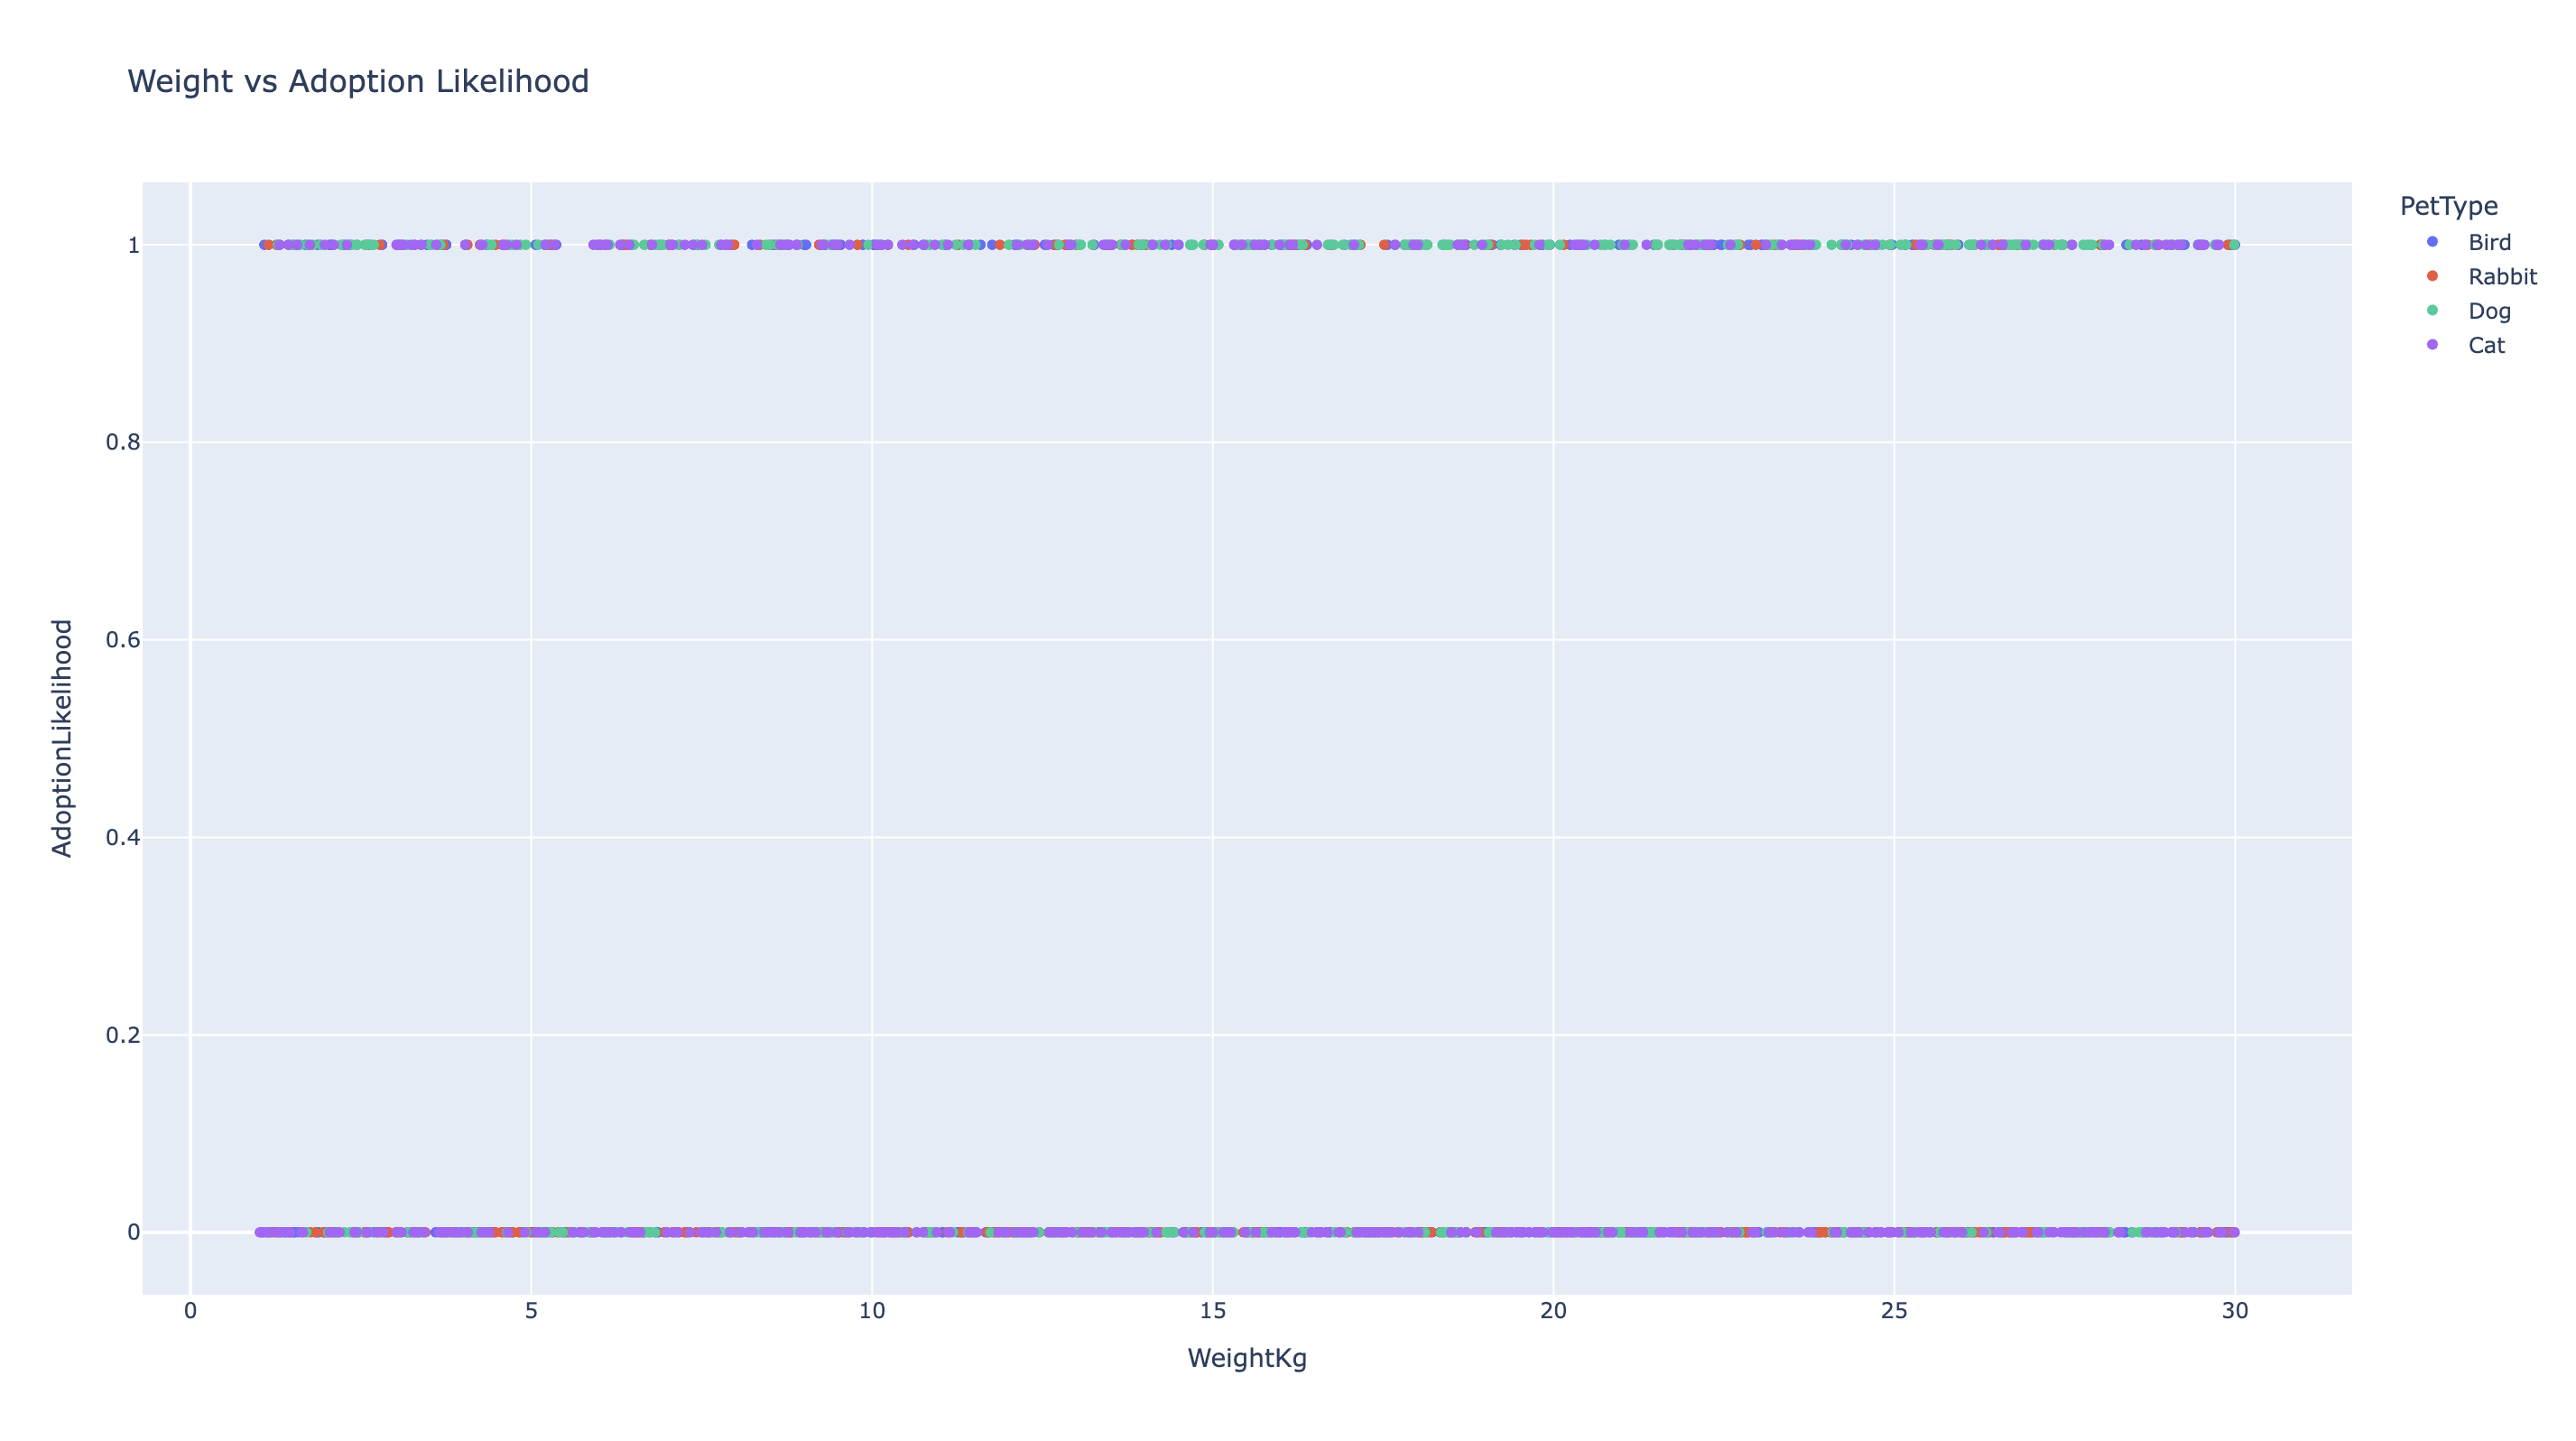 Weight vs Adoption Likelihood
PetType
Bird
Rabbit
Dog
Cat
AdoptionLikelihood
1
0.8
0.6
0.4
0.2
0
0 5 10 15 20 25 30
WeightKg